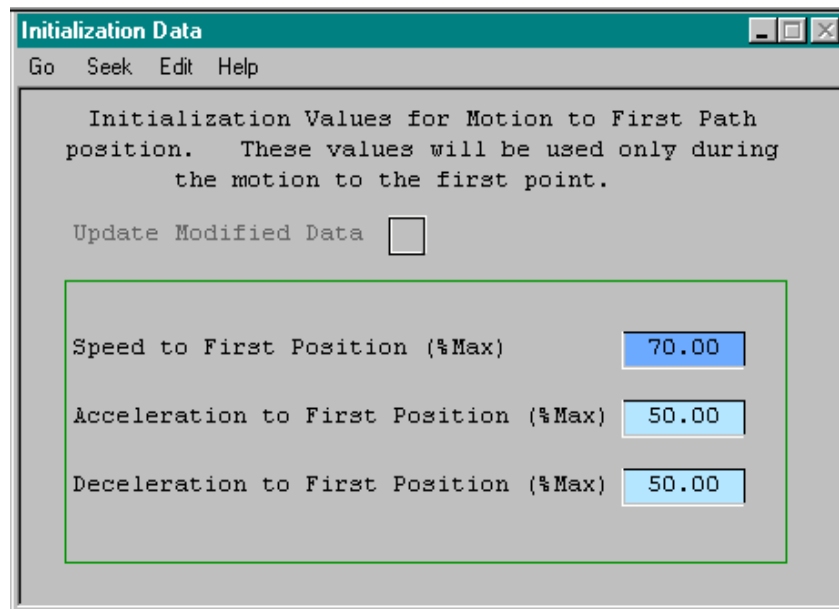 Initialization Data
Go Seek Edit Help
Initialization Values for Motion to First Path
position. These values will be used only during
the motion to the first point.
Update Modified Data
Speed to First Position (%Max) 70.00
Acceleration to First Position (%Max) 50.00
Deceleration to First Position (%Max) 50.00